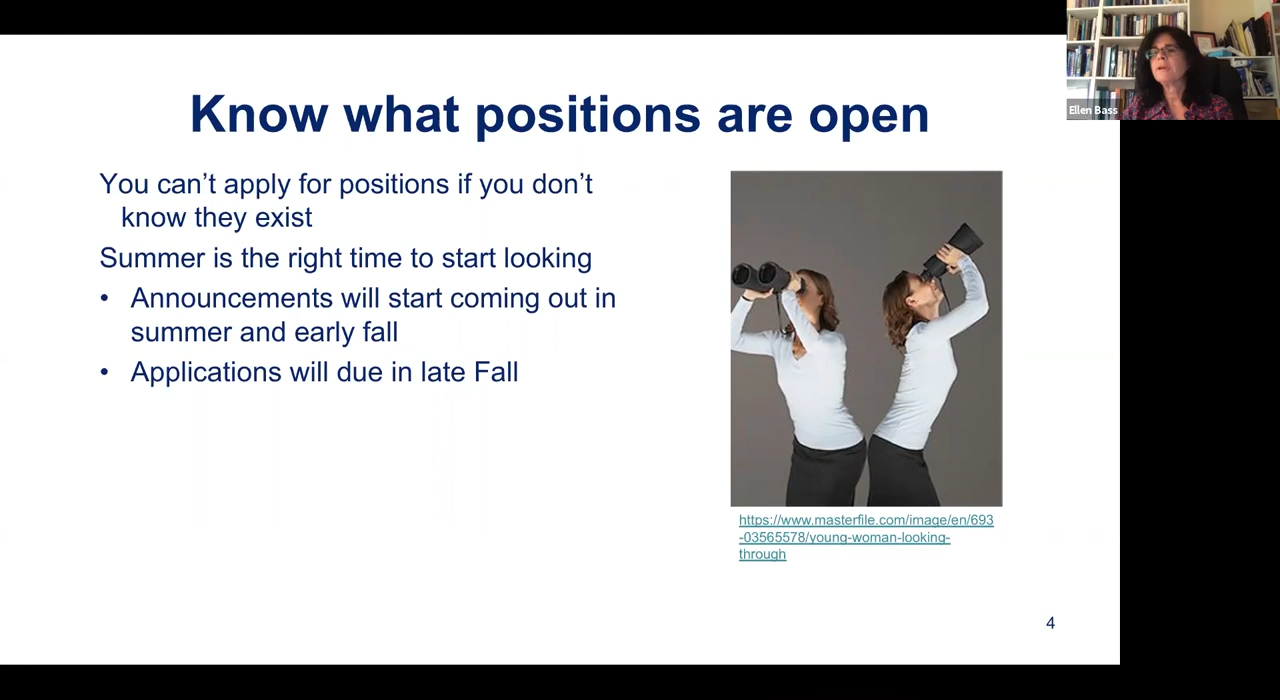 Ellen Bass
Know what positions are open
You can’t apply for positions if you don’t
know they exist
Summer is the right time to start looking
• Announcements will start coming out in
summer and early fall
• Applications will due in late Fall
https://www.masterfile.com/image/en/693
-03565578/young-woman-looking-
through
4